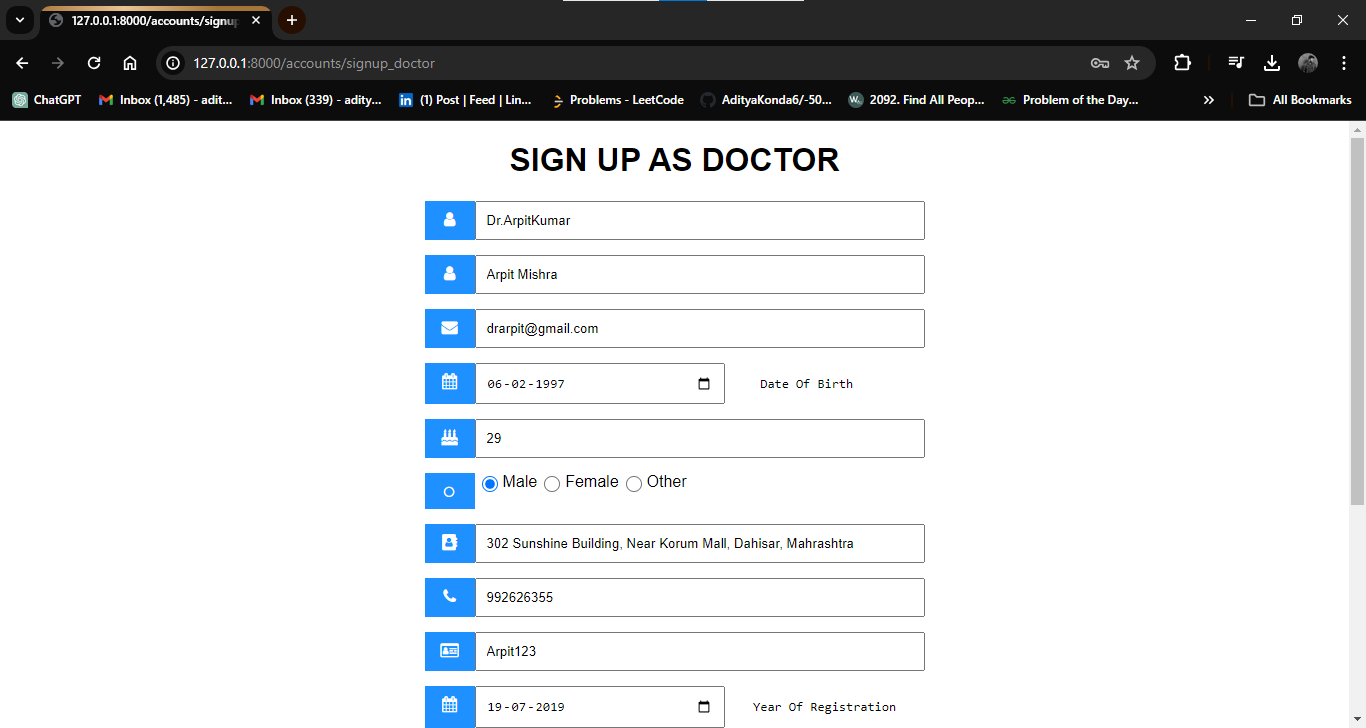 127.0.0.1:8000/accounts/signup
127.0.0.1:8000/accounts/signup_doctor
ChatGPT Inbox (1,485) - adit... Inbox (339) - adity... (1) Post | Feed | Lin... Problems - LeetCode AdityaKonda6/-50... 2092. Find All Peop... Problem of the Day... » All Bookmarks
SIGN UP AS DOCTOR
Dr.ArpitKumar
Arpit Mishra
drarpit@gmail.com
06-02-1997 Date Of Birth
29
Male Female Other
302 Sunshine Building, Near Korum Mall, Dahisar, Mahrashtra
992626355
Arpit123
19-07-2019 Year Of Registration